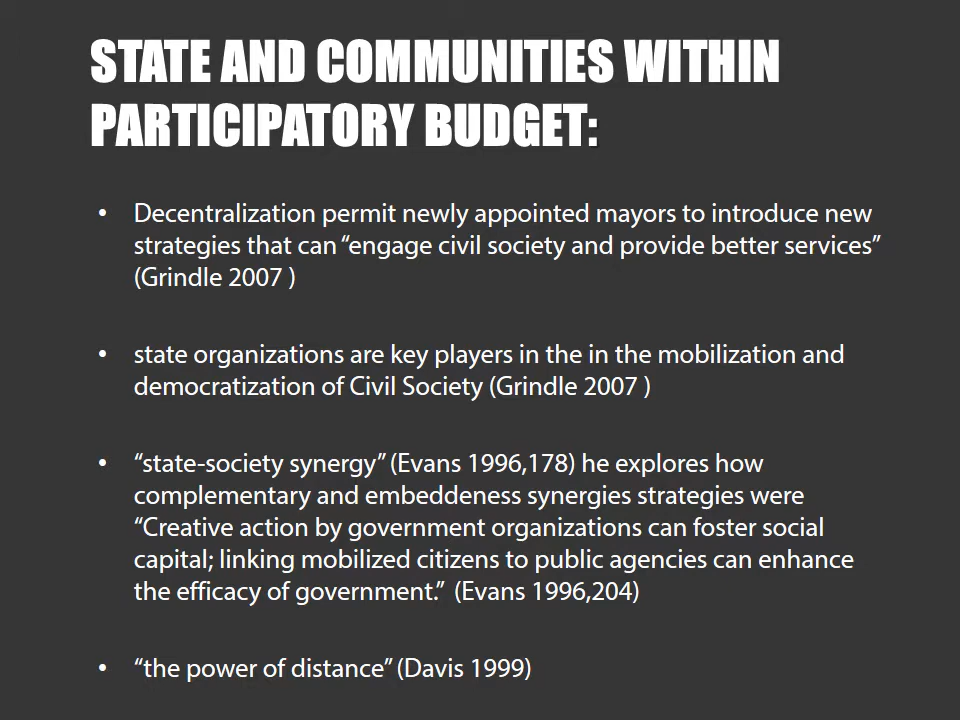 STATE AND COMMUNITIES WITHIN
PARTICIPATORY BUDGET:
• Decentralization permit newly appointed mayors to introduce new
strategies that can “engage civil society and provide better services”
(Grindle 2007 )
• state organizations are key players in the in the mobilization and
democratization of Civil Society (Grindle 2007 )
• “state-society synergy” (Evans 1996,178) he explores how
complementary and embeddeness synergies strategies were
“Creative action by government organizations can foster social
capital; linking mobilized citizens to public agencies can enhance
the efficacy of government.” (Evans 1996,204)
• “the power of distance” (Davis 1999)